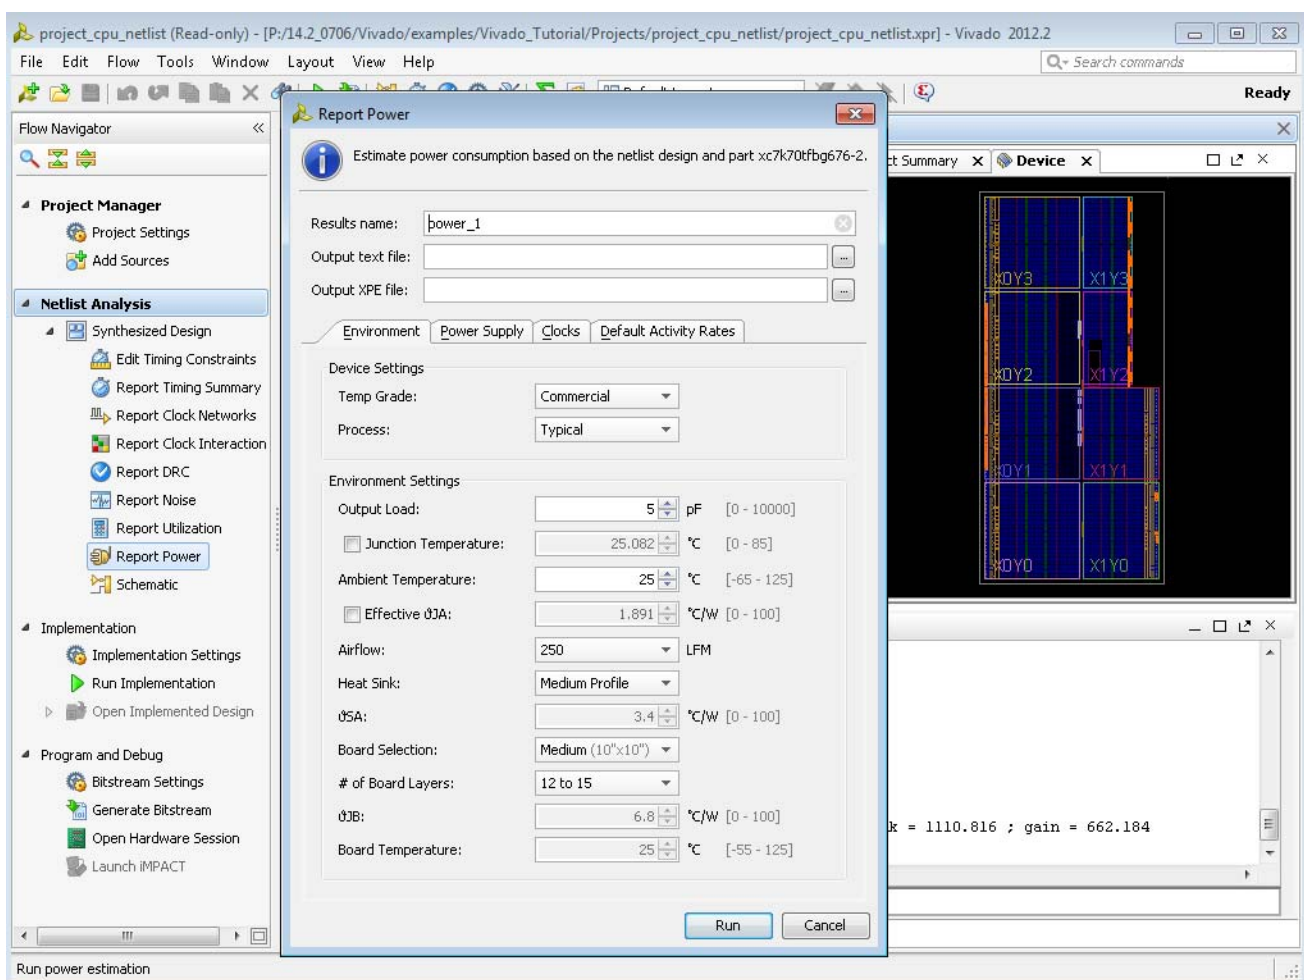 project_cpu_netlist (Read-only) - [P:/14.2_0706/Vivado/examples/Vivado_Tutorial/Projects/project_cpu_netlist/project_cpu_netlist.xpr] - Vivado 2012.2
File Edit Flow Tools Window Layout View Help
Search commands
Ready
Flow Navigator
Project Manager
Project Settings
Add Sources
Netlist Analysis
Synthesized Design
Edit Timing Constraints
Report Timing Summary
Report Clock Networks
Report Clock Interaction
Report DRC
Report Noise
Report Utilization
Report Power
Schematic
Implementation
Implementation Settings
Run Implementation
Open Implemented Design
Program and Debug
Bitstream Settings
Generate Bitstream
Open Hardware Session
Launch iMPACT
Report Power
Estimate power consumption based on the netlist design and part xc7k70tfbg676-2.
Results name: power_1
Output text file: ...
Output XPE file: ...
Environment Power Supply Clocks Default Activity Rates
Device Settings
Temp Grade: Commercial
Process: Typical
Environment Settings
Output Load: 5 pF [0 - 10000]
Junction Temperature: 25.082 °C [0 - 85]
Ambient Temperature: 25 °C [-65 - 125]
Effective ϑJA: 1.891 °C/W [0 - 100]
Airflow: 250 LFM
Heat Sink: Medium Profile
ϑSA: 3.4 °C/W [0 - 100]
Board Selection: Medium (10"x10")
# of Board Layers: 12 to 15
ϑJB: 6.8 °C/W [0 - 100]
Board Temperature: 25 °C [-55 - 125]
Run Cancel
ct Summary Device
X0Y3 X1Y3
X0Y2 X1Y2
X0Y1 X1Y1
X0Y0 X1Y0
k = 1110.816 ; gain = 662.184
Run power estimation